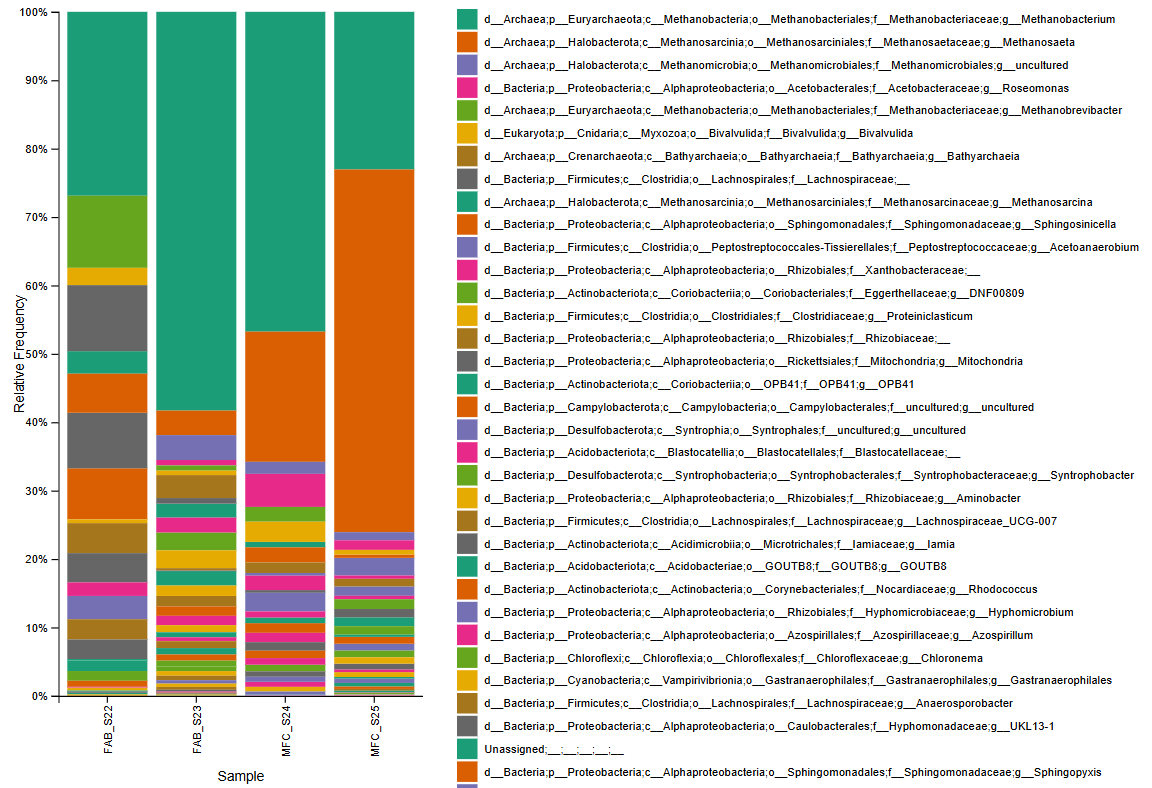 100%
90%
80%
70%
60%
50%
40%
30%
20%
10%
0%
Relative Frequency
FAB_S22
FAB_S23
MFC_S24
MFC_S25
Sample
d__Archaea;p__Euryarchaeota;c__Methanobacteria;o__Methanobacteriales;f__Methanobacteriaceae;g__Methanobacterium
d__Archaea;p__Halobacterota;c__Methanosarcinia;o__Methanosarciniales;f__Methanosaetaceae;g__Methanosaeta
d__Archaea;p__Halobacterota;c__Methanomicrobia;o__Methanomicrobiales;f__Methanomicrobiales;g__uncultured
d__Bacteria;p__Proteobacteria;c__Alphaproteobacteria;o__Acetobacterales;f__Acetobacteraceae;g__Roseomonas
d__Archaea;p__Euryarchaeota;c__Methanobacteria;o__Methanobacteriales;f__Methanobacteriaceae;g__Methanobrevibacter
d__Eukaryota;p__Cnidaria;c__Myxozoa;o__Bivalvulida;f__Bivalvulida;g__Bivalvulida
d__Archaea;p__Crenarchaeota;c__Bathyarchaeia;o__Bathyarchaeia;f__Bathyarchaeia;g__Bathyarchaeia
d__Bacteria;p__Firmicutes;c__Clostridia;o__Lachnospirales;f__Lachnospiraceae;__
d__Archaea;p__Halobacterota;c__Methanosarcinia;o__Methanosarciniales;f__Methanosarcinaceae;g__Methanosarcina
d__Bacteria;p__Proteobacteria;c__Alphaproteobacteria;o__Sphingomonadales;f__Sphingomonadaceae;g__Sphingosinicella
d__Bacteria;p__Firmicutes;c__Clostridia;o__Peptostreptococcales-Tissierellales;f__Peptostreptococcaceae;g__Acetoanaerobium
d__Bacteria;p__Proteobacteria;c__Alphaproteobacteria;o__Rhizobiales;f__Xanthobacteraceae;__
d__Bacteria;p__Actinobacteriota;c__Coriobacteriia;o__Coriobacteriales;f__Eggerthellaceae;g__DNF00809
d__Bacteria;p__Firmicutes;c__Clostridia;o__Clostridiales;f__Clostridiaceae;g__Proteiniclasticum
d__Bacteria;p__Proteobacteria;c__Alphaproteobacteria;o__Rhizobiales;f__Rhizobiaceae;__
d__Bacteria;p__Proteobacteria;c__Alphaproteobacteria;o__Rickettsiales;f__Mitochondria;g__Mitochondria
d__Bacteria;p__Actinobacteriota;c__Coriobacteriia;o__OPB41;f__OPB41;g__OPB41
d__Bacteria;p__Campylobacterota;c__Campylobacteria;o__Campylobacterales;f__uncultured;g__uncultured
d__Bacteria;p__Desulfobacterota;c__Syntrophia;o__Syntrophales;f__uncultured;g__uncultured
d__Bacteria;p__Acidobacteriota;c__Blastocatellia;o__Blastocatellales;f__Blastocatellaceae;__
d__Bacteria;p__Desulfobacterota;c__Syntrophobacteria;o__Syntrophobacterales;f__Syntrophobacteraceae;g__Syntrophobacter
d__Bacteria;p__Proteobacteria;c__Alphaproteobacteria;o__Rhizobiales;f__Rhizobiaceae;g__Aminobacter
d__Bacteria;p__Firmicutes;c__Clostridia;o__Lachnospirales;f__Lachnospiraceae;g__Lachnospiraceae_UCG-007
d__Bacteria;p__Actinobacteriota;c__Acidimicrobiia;o__Microtrichales;f__Iamiaceae;g__Iamia
d__Bacteria;p__Acidobacteriota;c__Acidobacteriae;o__GOUTB8;f__GOUTB8;g__GOUTB8
d__Bacteria;p__Actinobacteriota;c__Actinobacteria;o__Corynebacteriales;f__Nocardiaceae;g__Rhodococcus
d__Bacteria;p__Proteobacteria;c__Alphaproteobacteria;o__Rhizobiales;f__Hyphomicrobiaceae;g__Hyphomicrobium
d__Bacteria;p__Proteobacteria;c__Alphaproteobacteria;o__Azospirillales;f__Azospirillaceae;g__Azospirillum
d__Bacteria;p__Chloroflexi;c__Chloroflexia;o__Chloroflexales;f__Chloroflexaceae;g__Chloronema
d__Bacteria;p__Cyanobacteria;c__Vampirivibrionia;o__Gastranaerophilales;f__Gastranaerophilales;g__Gastranaerophilales
d__Bacteria;p__Firmicutes;c__Clostridia;o__Lachnospirales;f__Lachnospiraceae;g__Anaerosporobacter
d__Bacteria;p__Proteobacteria;c__Alphaproteobacteria;o__Caulobacterales;f__Hyphomonadaceae;g__UKL13-1
Unassigned;__;__;__;__;__
d__Bacteria;p__Proteobacteria;c__Alphaproteobacteria;o__Sphingomonadales;f__Sphingomonadaceae;g__Sphingopyxis